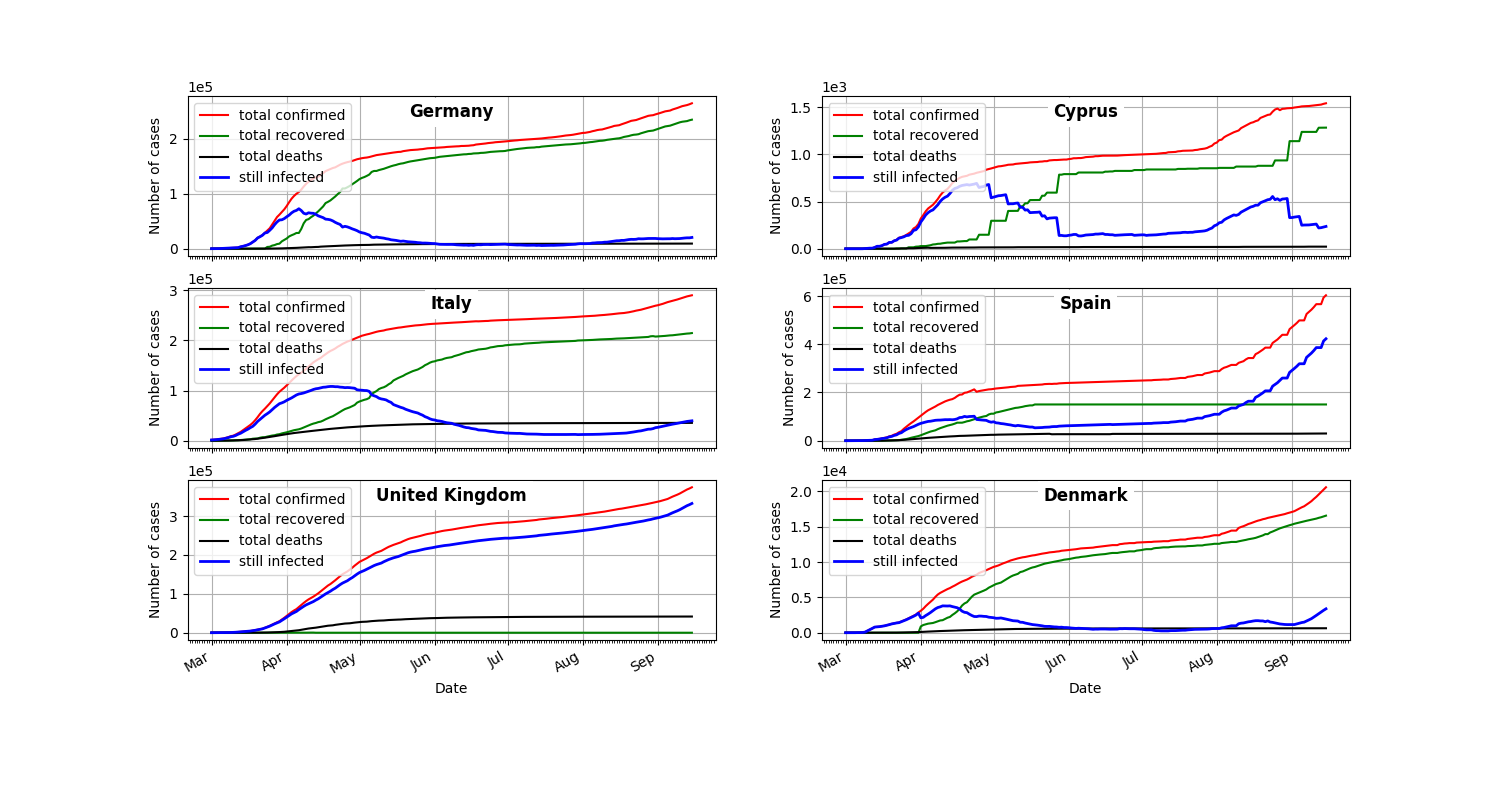 1e5
Germany
total confirmed
total recovered
total deaths
still infected
Number of cases
2
1
0
1e3
Cyprus
total confirmed
total recovered
total deaths
still infected
Number of cases
1.5
1.0
0.5
0.0
1e5
Italy
total confirmed
total recovered
total deaths
still infected
Number of cases
3
2
1
0
1e5
Spain
total confirmed
total recovered
total deaths
still infected
Number of cases
6
4
2
0
1e5
United Kingdom
total confirmed
total recovered
total deaths
still infected
Number of cases
3
2
1
0
Mar Apr May Jun Jul Aug Sep
Date
1e4
Denmark
total confirmed
total recovered
total deaths
still infected
Number of cases
2.0
1.5
1.0
0.5
0.0
Mar Apr May Jun Jul Aug Sep
Date